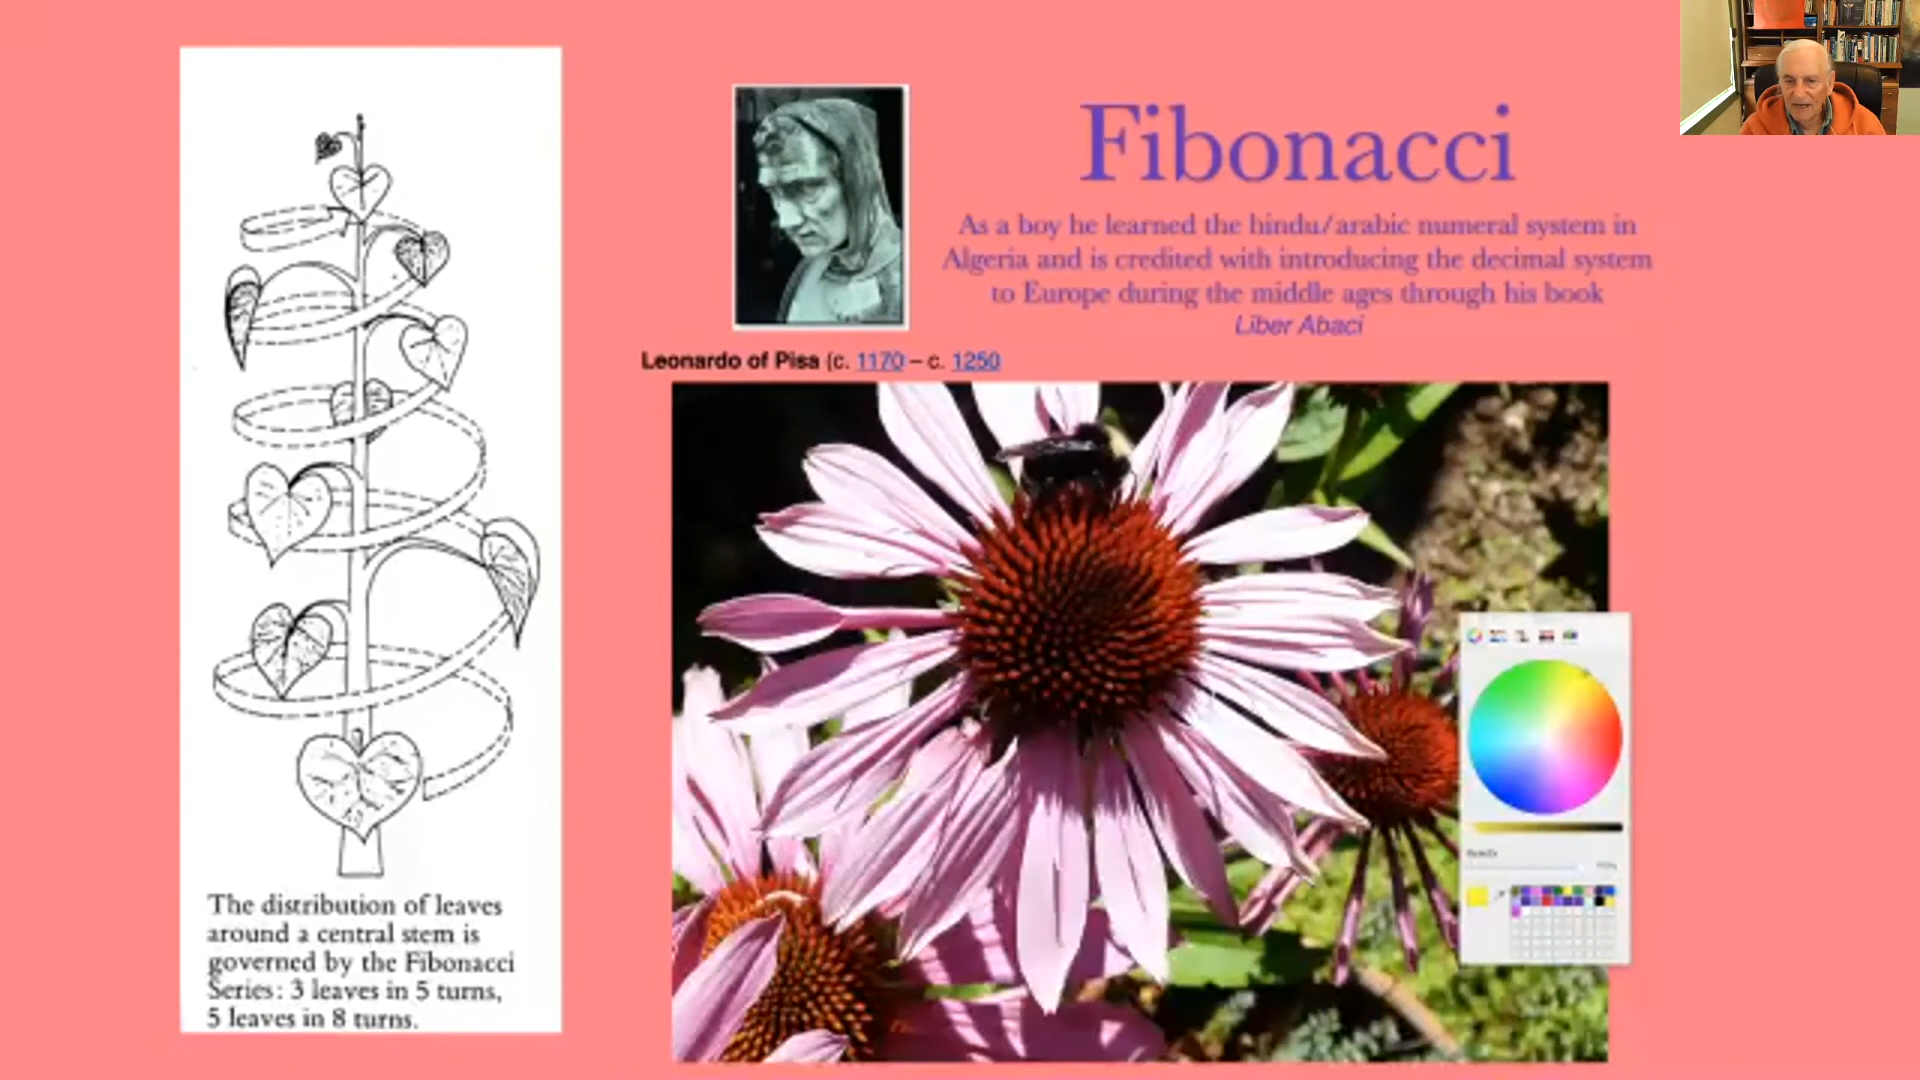 Fibonacci
As a boy he learned the hindu/arabic numeral system in
Algeria and is credited with introducing the decimal system
to Europe during the middle ages through his book
Liber Abaci
Leonardo of Pisa (c. 1170 – c. 1250
The distribution of leaves
around a central stem is
governed by the Fibonacci
Series: 3 leaves in 5 turns,
5 leaves in 8 turns.